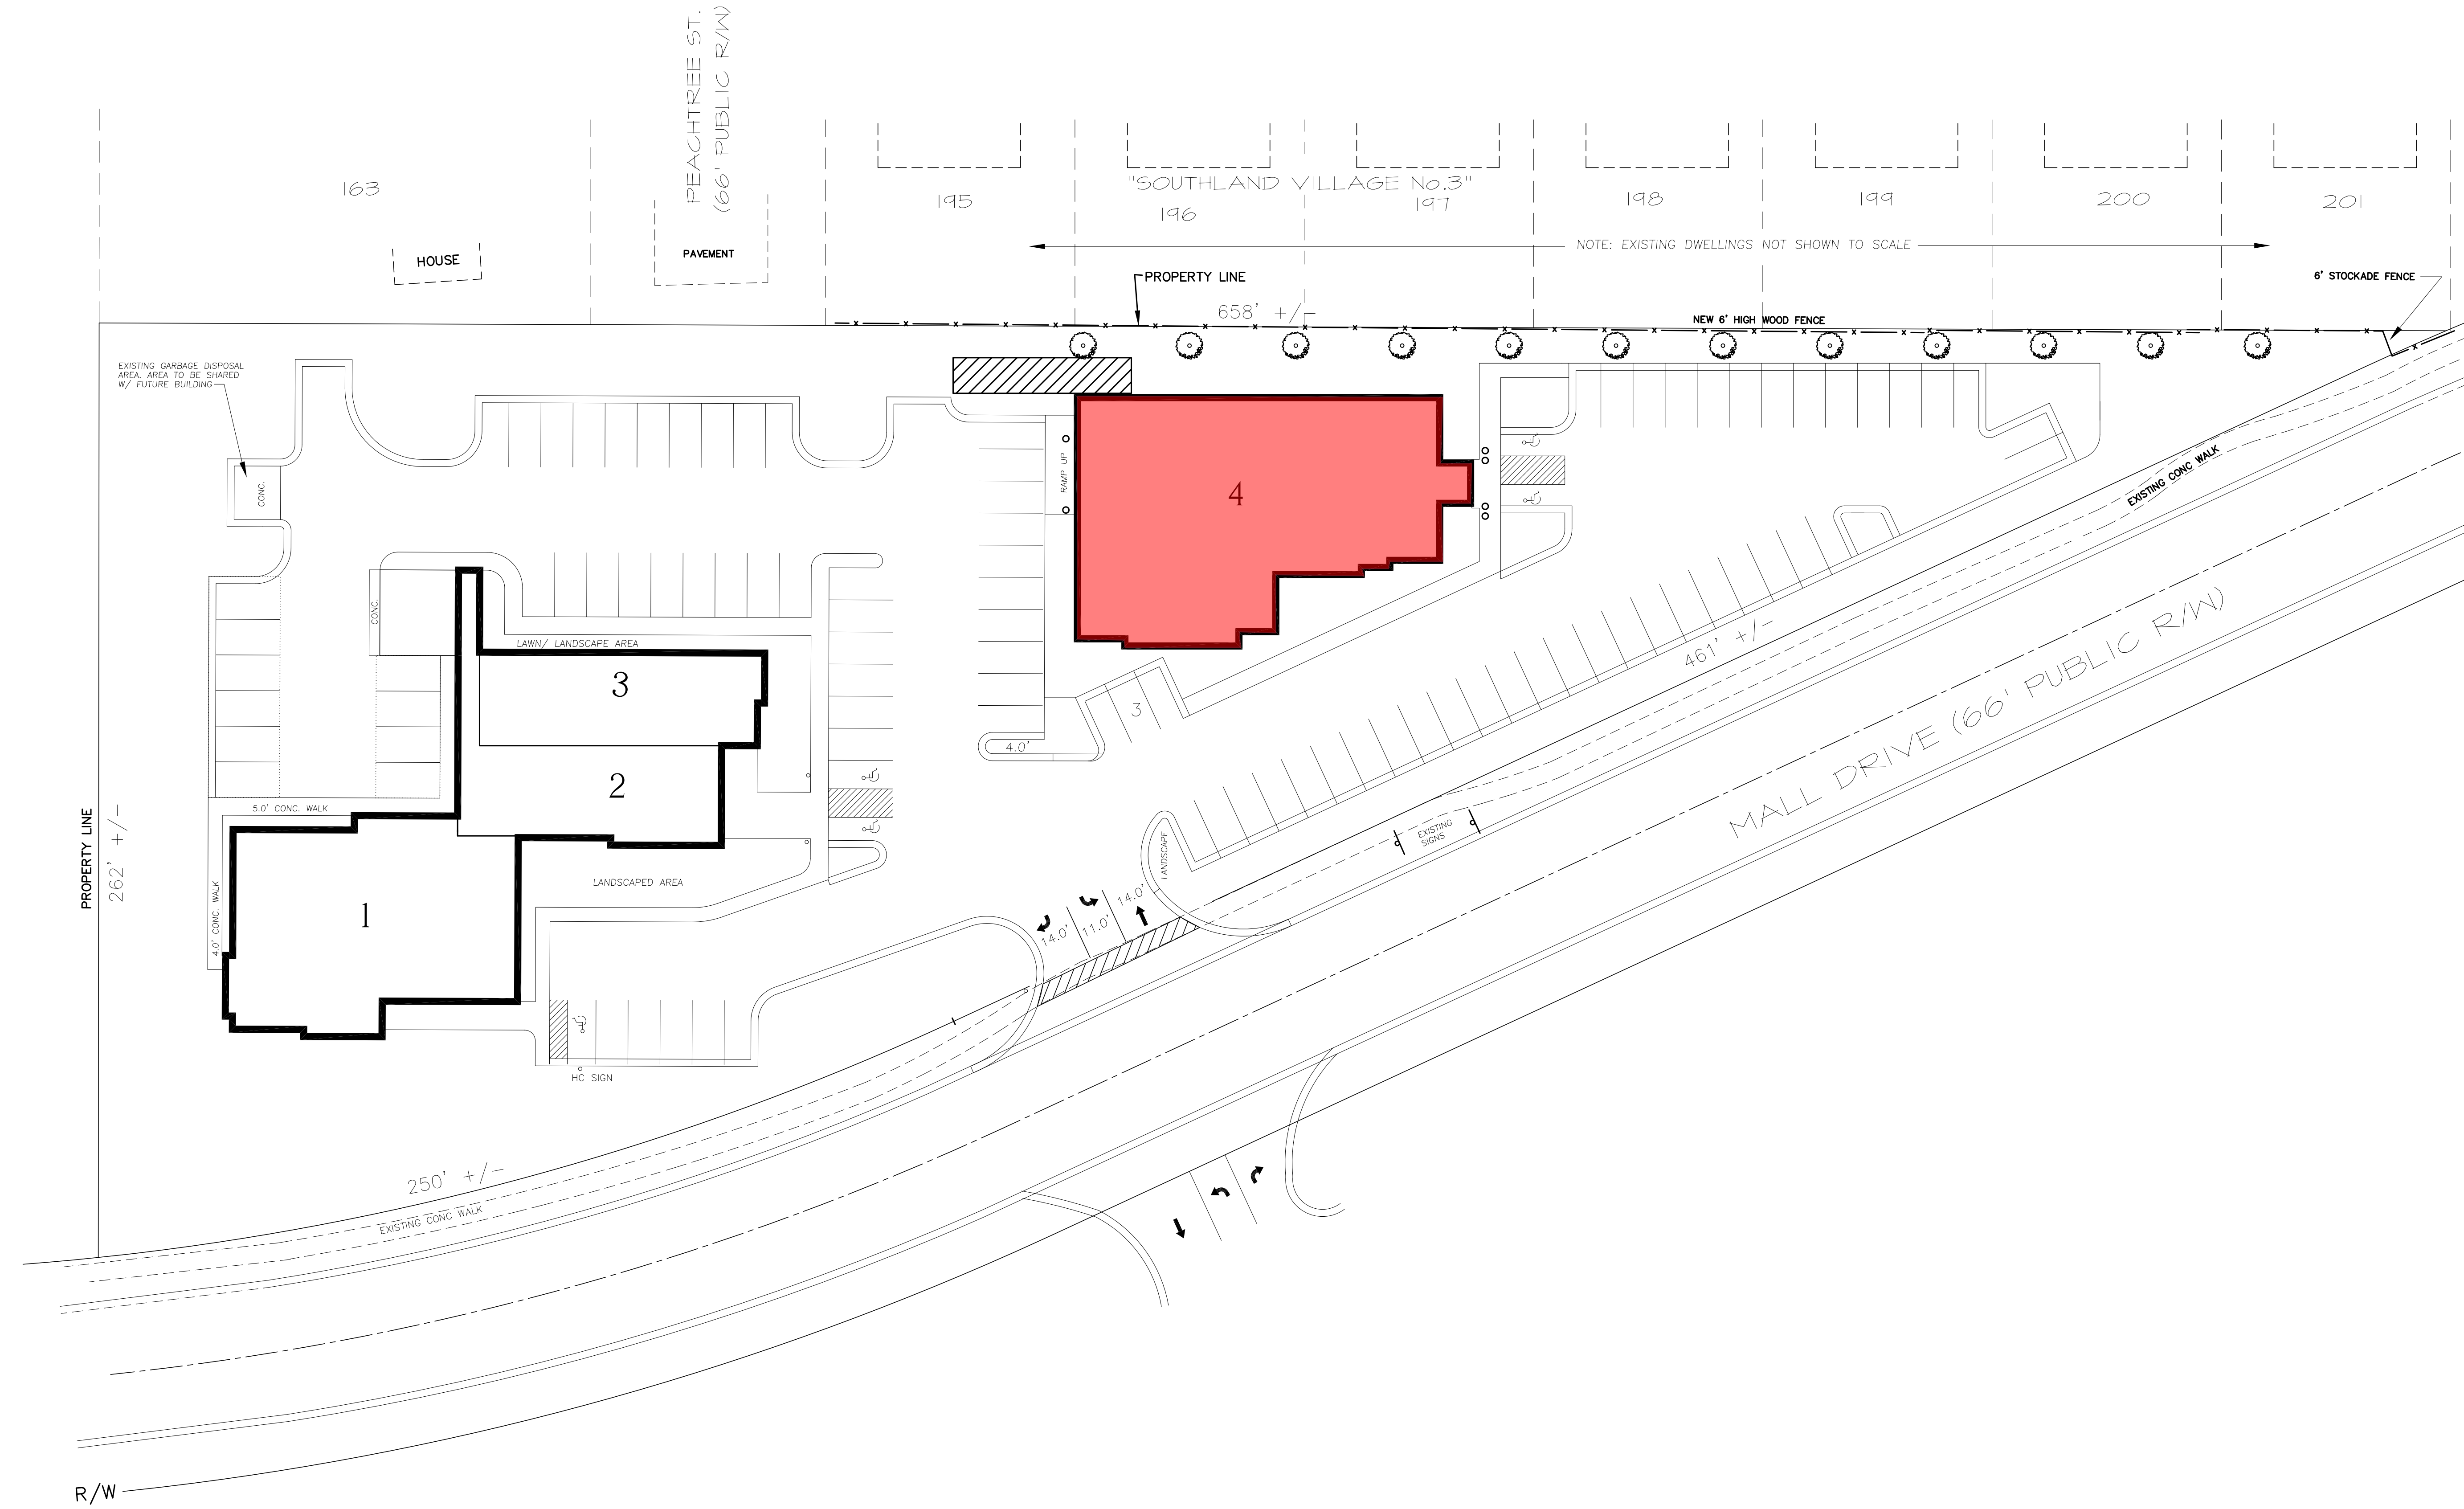 PEACHTREE ST.
(66' PUBLIC R/W)
163
195
"SOUTHLAND VILLAGE No.3"
196
197
198
199
200
201
HOUSE
PAVEMENT
NOTE: EXISTING DWELLINGS NOT SHOWN TO SCALE
PROPERTY LINE
6' STOCKADE FENCE
658' +/-
NEW 6' HIGH WOOD FENCE
EXISTING GARBAGE DISPOSAL
AREA. AREA TO BE SHARED
W/ FUTURE BUILDING
CONC.
RAMP UP
4
EXISTING CONC WALK
CONC.
LAWN/ LANDSCAPE AREA
3
2
3
4.0'
461' +/-
MALL DRIVE (66' PUBLIC R/W)
5.0' CONC. WALK
PROPERTY LINE
262' +/-
4.0' CONC. WALK
1
LANDSCAPED AREA
LANDSCAPE
EXISTING
SIGNS
14.0'
11.0'
14.0'
HC SIGN
250' +/-
EXISTING CONC WALK
R/W